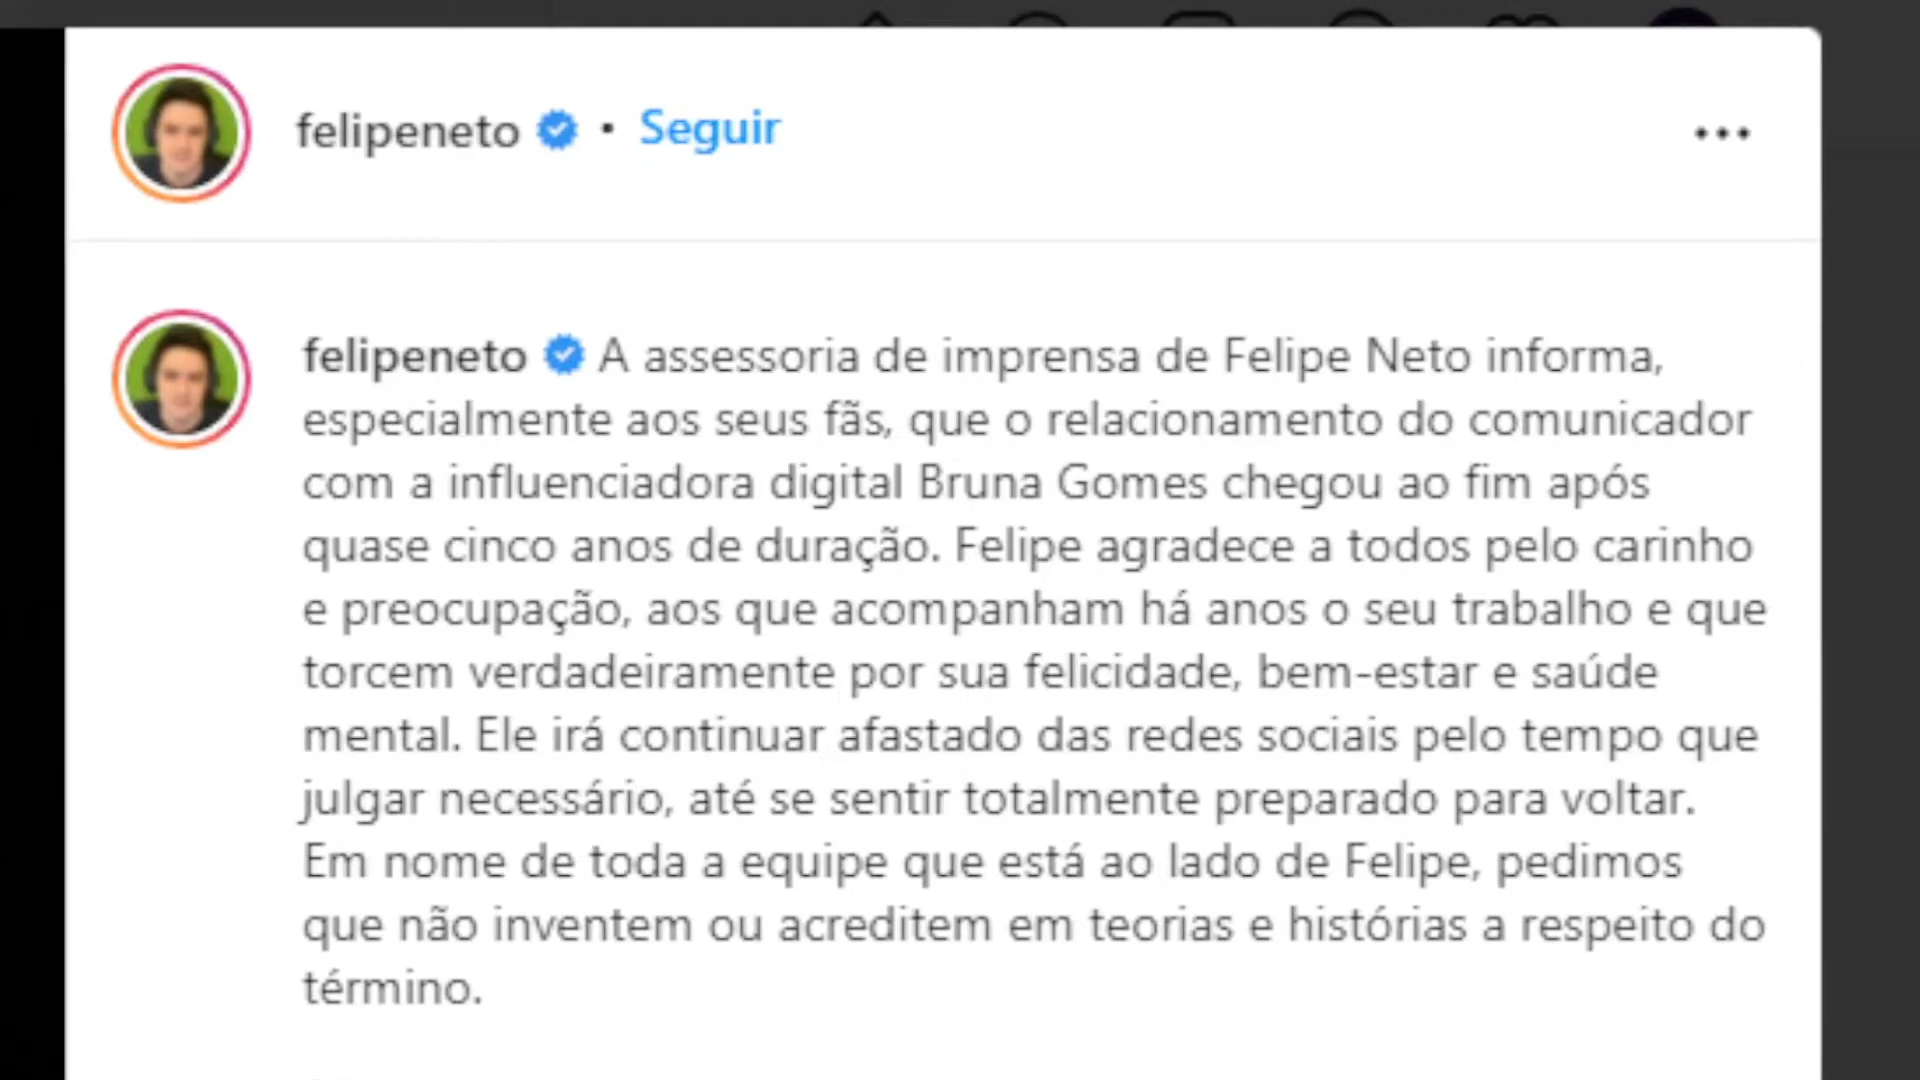 felipeneto • Seguir
felipeneto A assessoria de imprensa de Felipe Neto informa,
especialmente aos seus fãs, que o relacionamento do comunicador
com a influenciadora digital Bruna Gomes chegou ao fim após
quase cinco anos de duração. Felipe agradece a todos pelo carinho
e preocupação, aos que acompanham há anos o seu trabalho e que
torcem verdadeiramente por sua felicidade, bem-estar e saúde
mental. Ele irá continuar afastado das redes sociais pelo tempo que
julgar necessário, até se sentir totalmente preparado para voltar.
Em nome de toda a equipe que está ao lado de Felipe, pedimos
que não inventem ou acreditem em teorias e histórias a respeito do
término.